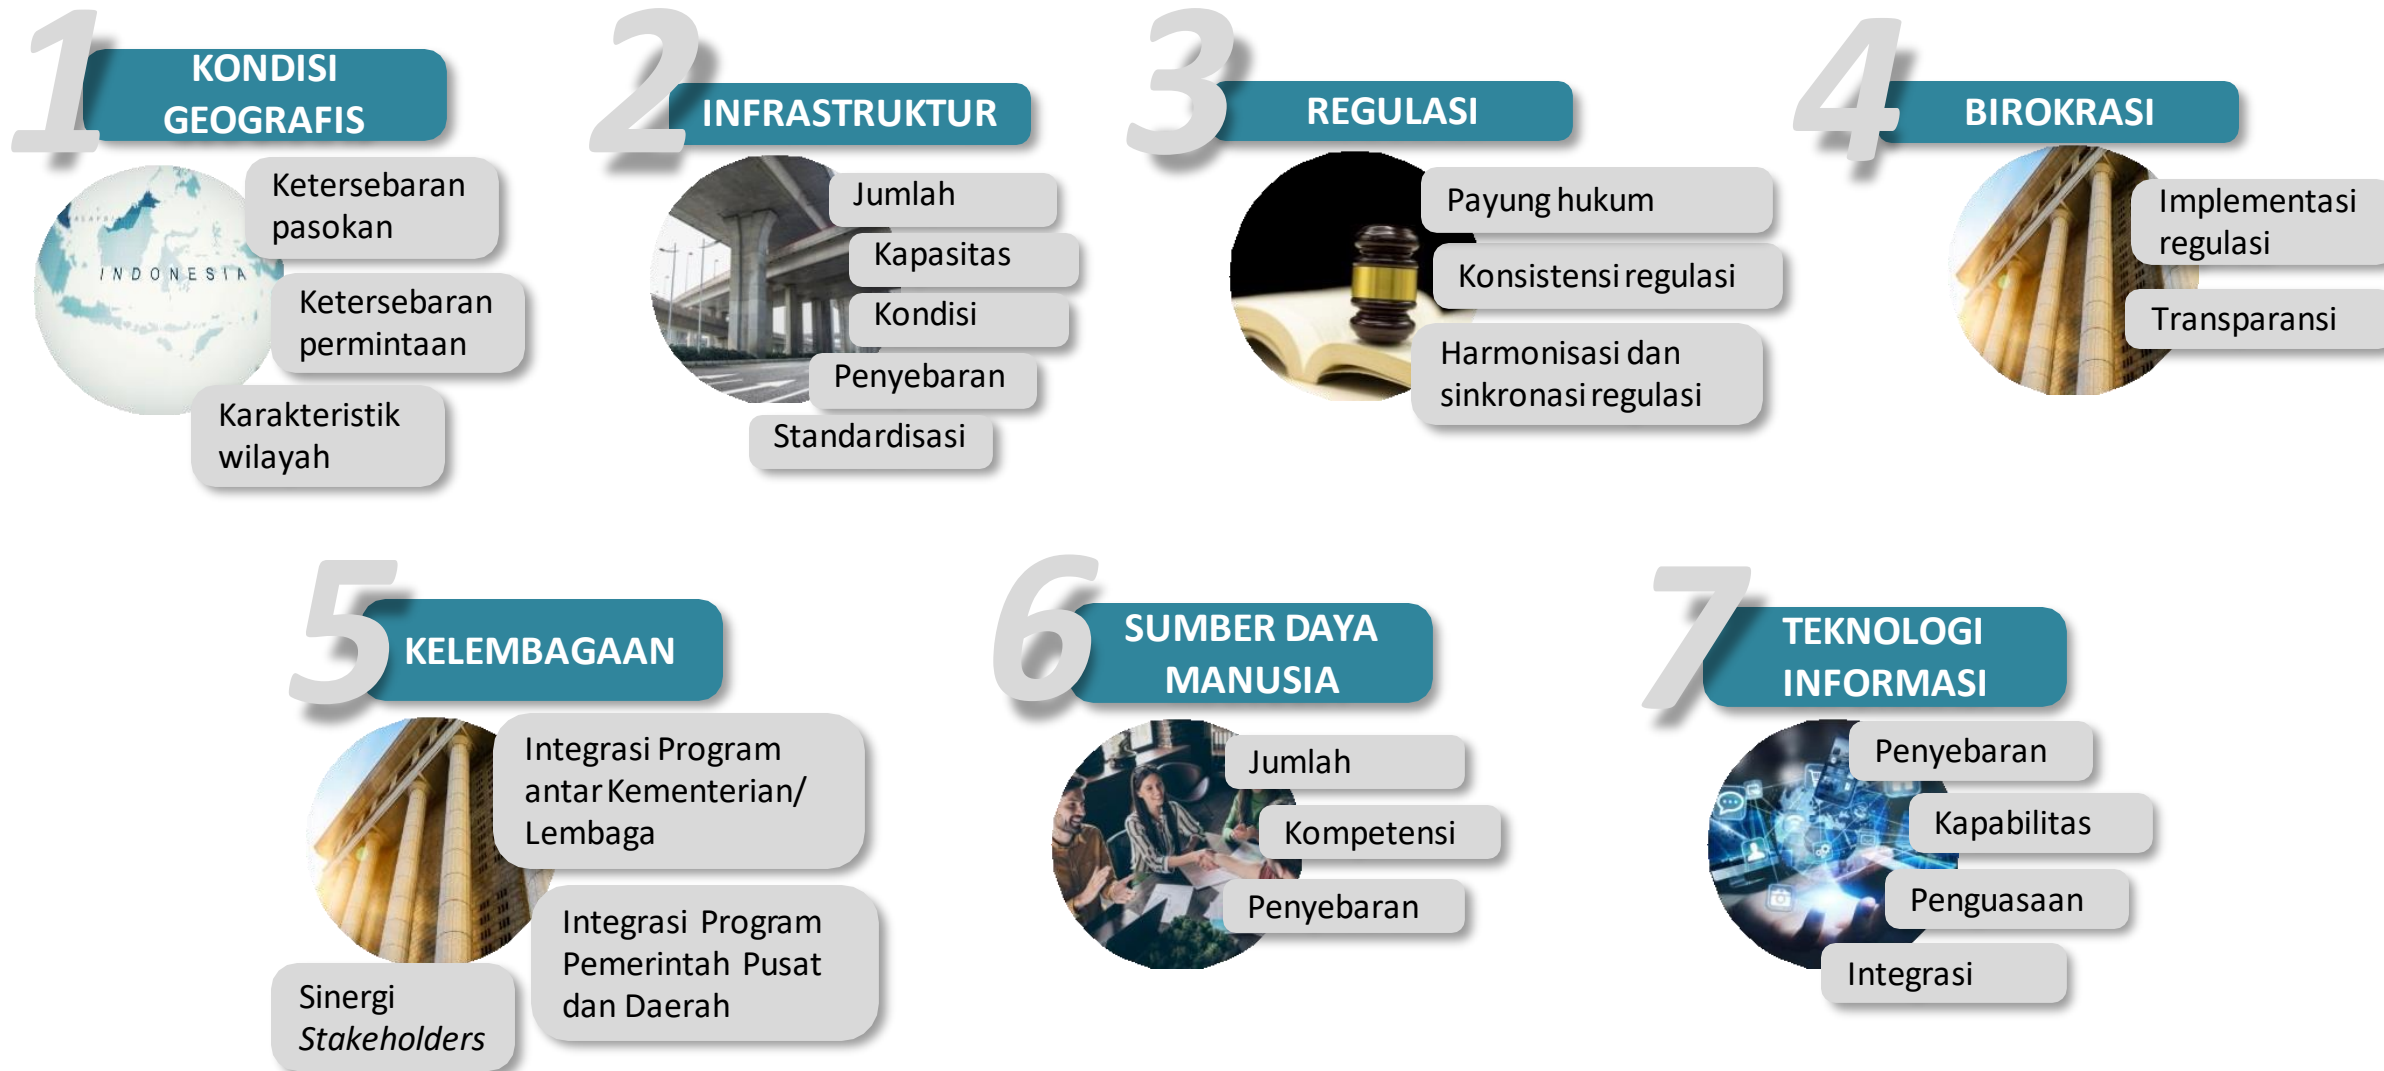 1
KONDISI
GEOGRAFIS
INDONESIA
Ketersebaran
pasokan
Ketersebaran
permintaan
Karakteristik
wilayah
2
INFRASTRUKTUR
Jumlah
Kapasitas
Kondisi
Penyebaran
Standardisasi
3
REGULASI
Payung hukum
Konsistensi regulasi
Harmonisasi dan
sinkronasi regulasi
4
BIROKRASI
Implementasi
regulasi
Transparansi
5
KELEMBAGAAN
Integrasi Program
antar Kementerian/
Lembaga
Integrasi Program
Pemerintah Pusat
dan Daerah
Sinergi
Stakeholders
6
SUMBER DAYA
MANUSIA
Jumlah
Kompetensi
Penyebaran
7
TEKNOLOGI
INFORMASI
Penyebaran
Kapabilitas
Penguasaan
Integrasi